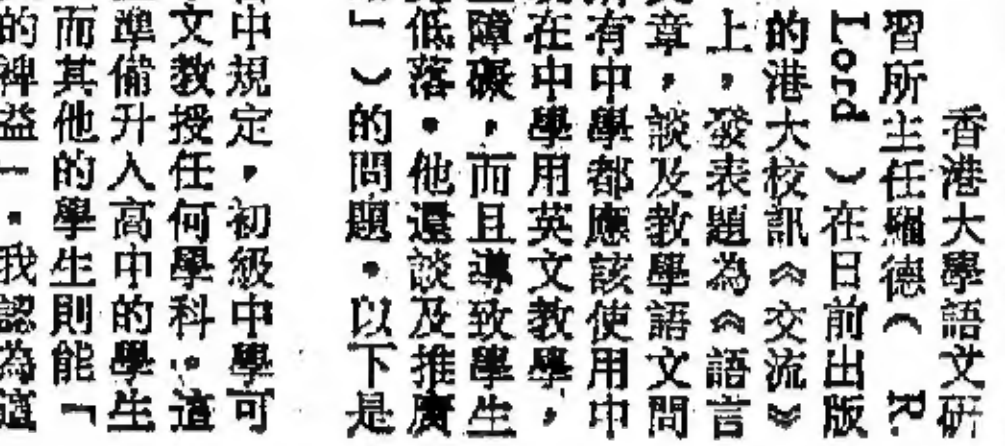 香港大學語文研
習所主任羅德（R.
Lord）在日前出版
的港大校訊《交流》
上，發表題為《語言
章，談及教學語文問
有中學都應該使用中
在中學用英文教學，
障礙，而且導致學生
低落。他還談及推廣
」）的問題。以下是
中規定，初級中學可
文教授任何學科。這
準備升入高中的學生
而其他的學生則能「
的裨益」。我認為這